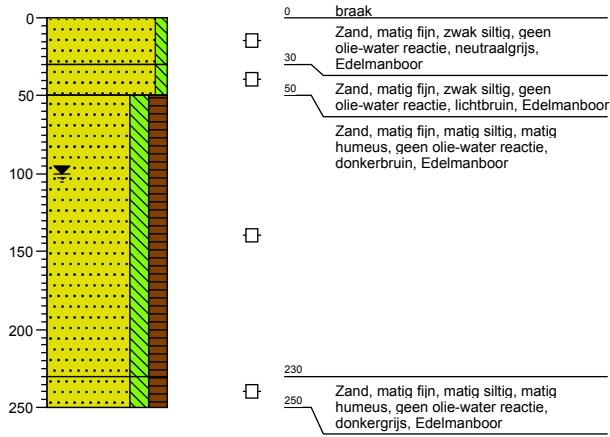 0
50
100
150
200
250
0 braak
Zand, matig fijn, zwak siltig, geen
olie-water reactie, neutraalgrijs,
Edelmanboor
30
Zand, matig fijn, zwak siltig, geen
olie-water reactie, lichtbruin, Edelmanboor
50
Zand, matig fijn, matig siltig, matig
humeus, geen olie-water reactie,
donkerbruin, Edelmanboor
230
Zand, matig fijn, matig siltig, matig
humeus, geen olie-water reactie,
donkergrijs, Edelmanboor
250